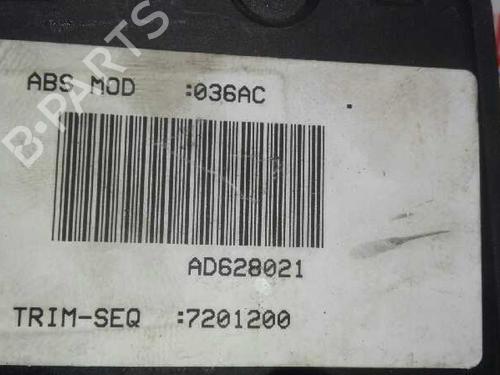 B-PARTS
ABS MOD :036AC
AD628021
TRIM-SEQ :7201200